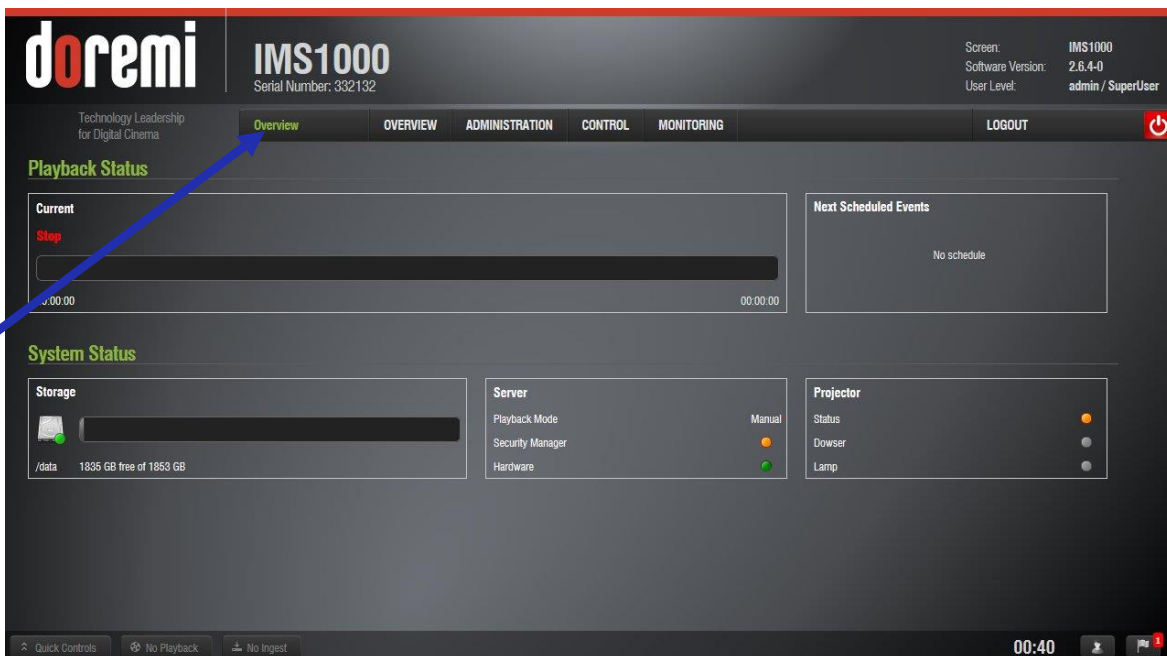 doremi
IMS1000
Serial Number: 332132
Screen: IMS1000
Software Version: 2.6.4-0
User Level: admin / SuperUser
Technology Leadership
for Digital Cinema
Overview OVERVIEW ADMINISTRATION CONTROL MONITORING LOGOUT
Playback Status
Current
Stop
00:00:00
Next Scheduled Events
No schedule
System Status
Storage
/data 1835 GB free of 1853 GB
Server
Playback Mode Manual
Security Manager
Hardware
Projector
Status
Dowser
Lamp
Quick Controls No Playback No Ingest 00:40 1